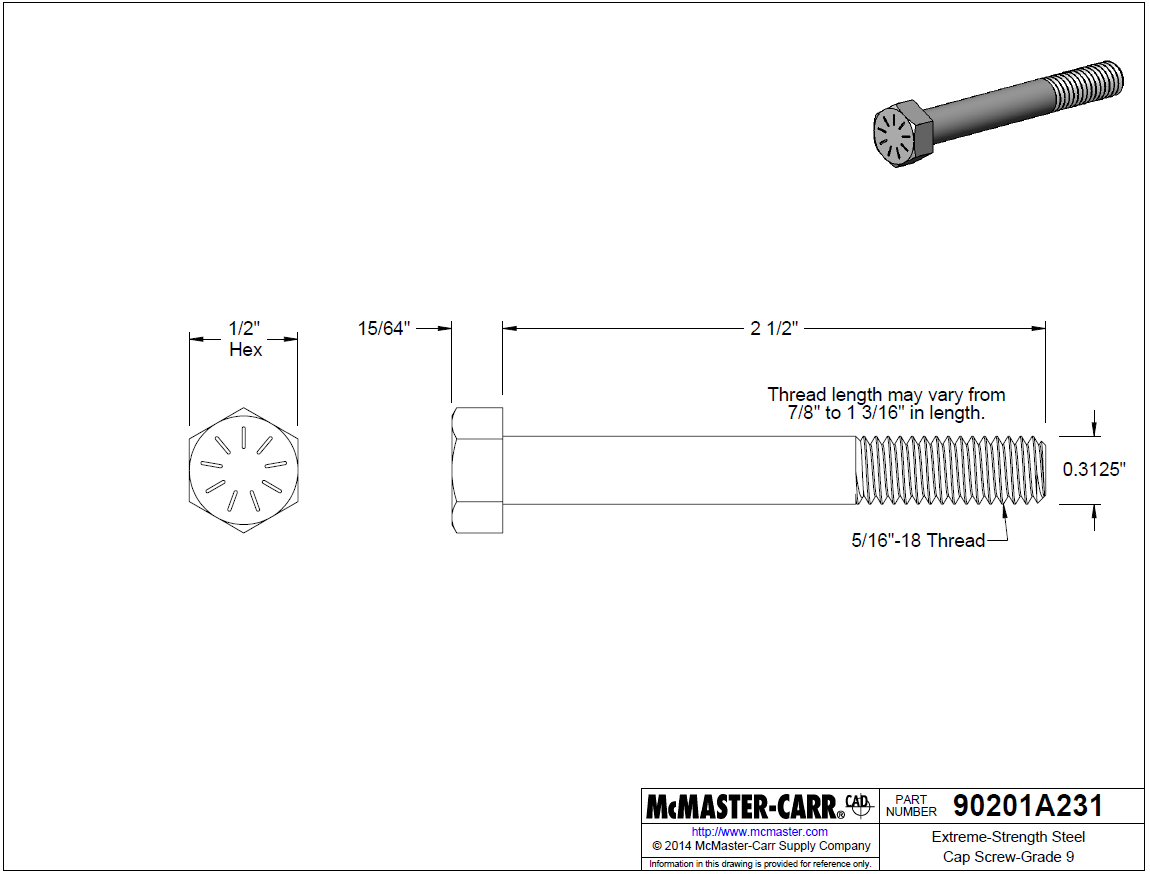 1/2"
Hex
15/64"
2 1/2"
Thread length may vary from
7/8" to 1 3/16" in length.
0.3125"
5/16"-18 Thread
McMASTER-CARR® CAD
http://www.mcmaster.com
© 2014 McMaster-Carr Supply Company
Information in this drawing is provided for reference only.
PART
NUMBER
90201A231
Extreme-Strength Steel
Cap Screw-Grade 9